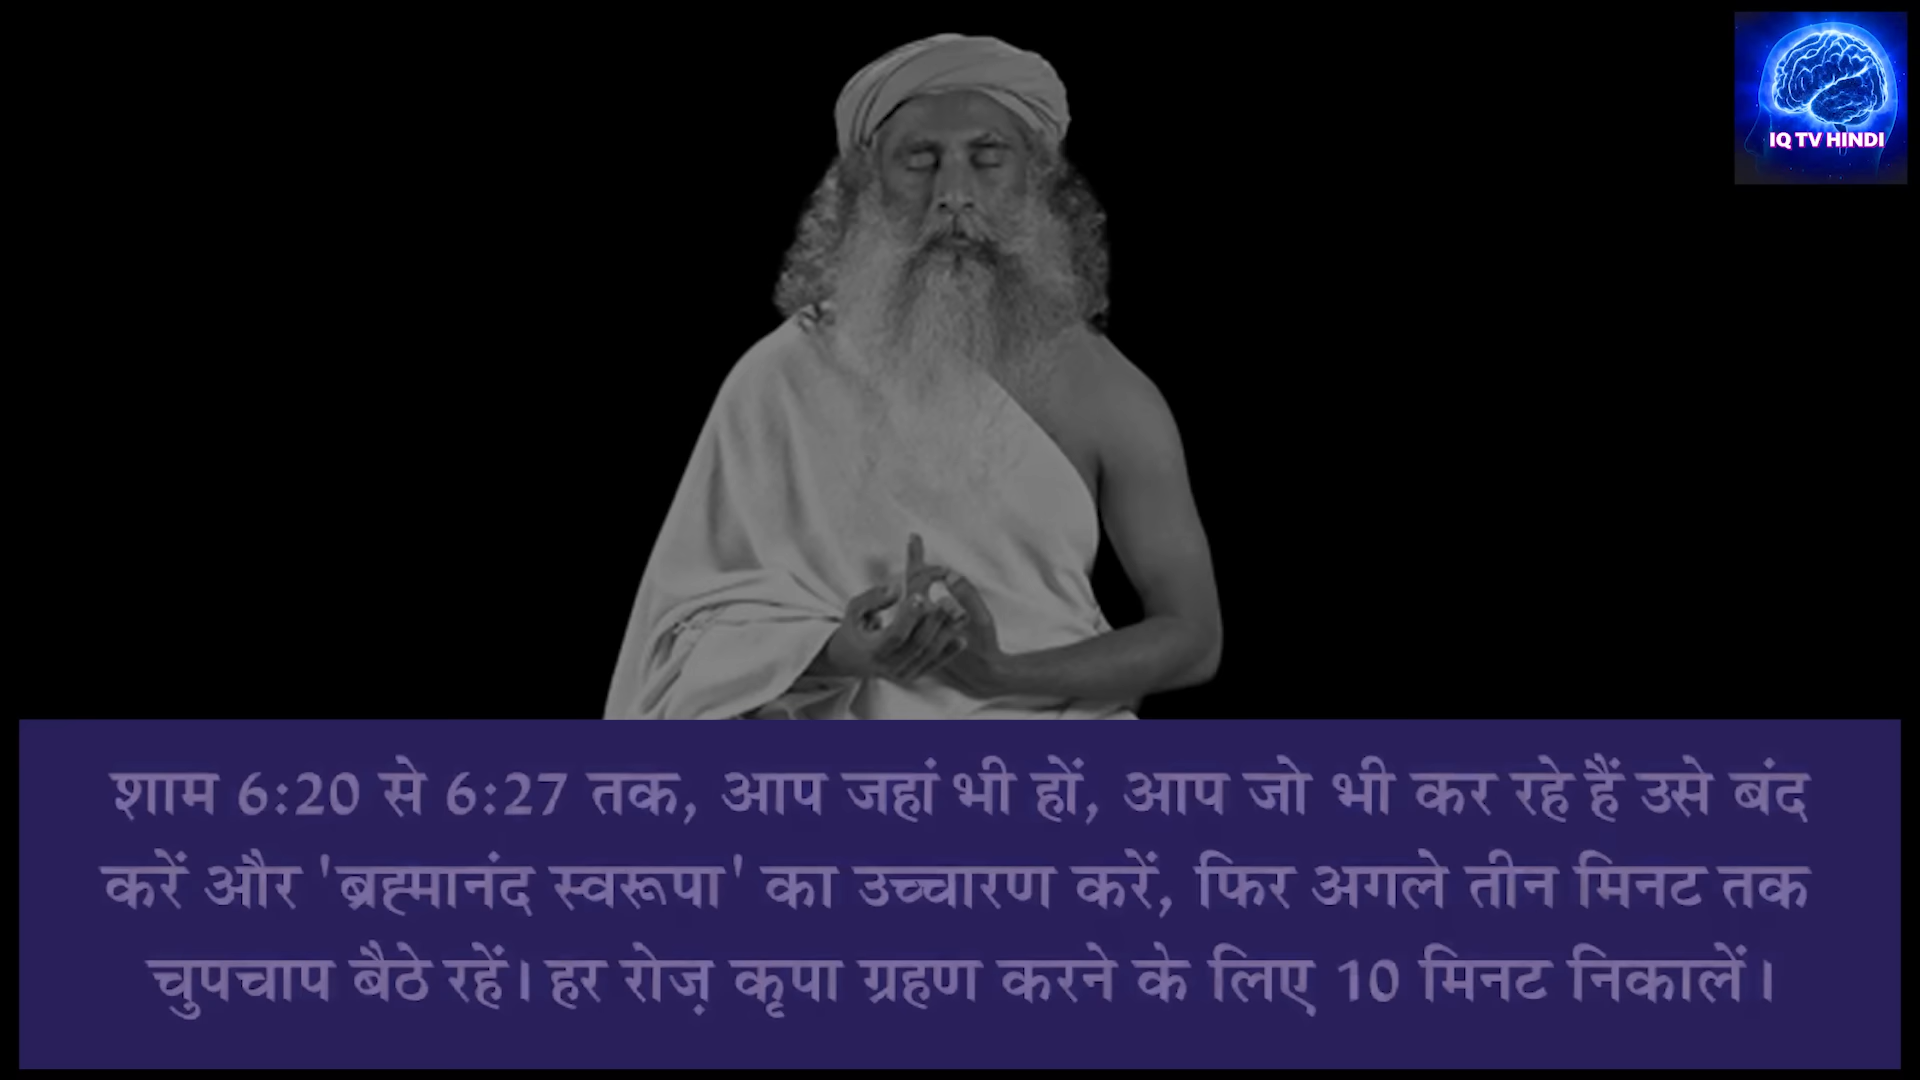 IQ TV HINDI
शाम 6:20 से 6:27 तक, आप जहां भी हों, आप जो भी कर रहे हैं उसे बंद
करें और 'ब्रह्मानंद स्वरूपा' का उच्चारण करें, फिर अगले तीन मिनट तक
चुपचाप बैठे रहें। हर रोज़ कृपा ग्रहण करने के लिए 10 मिनट निकालें।